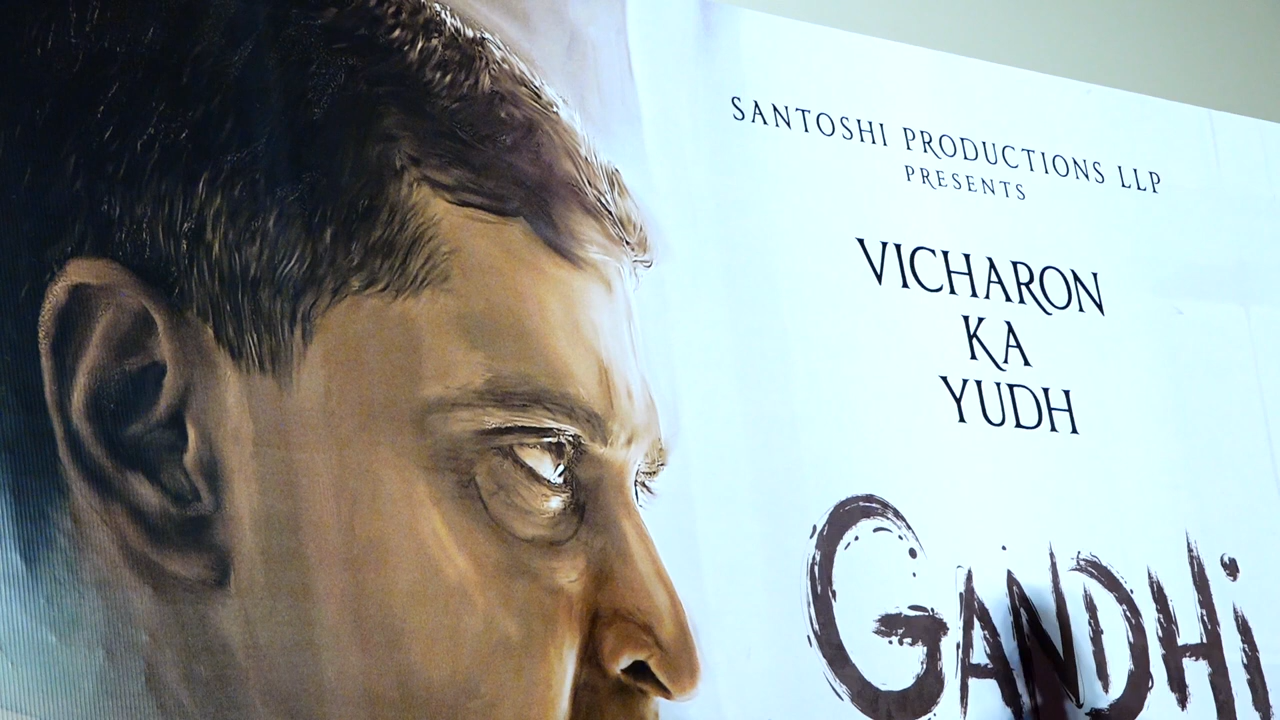 SANTOSHI PRODUCTIONS LLP
PRESENTS
VICHARON
KA
YUDH
GANDHi